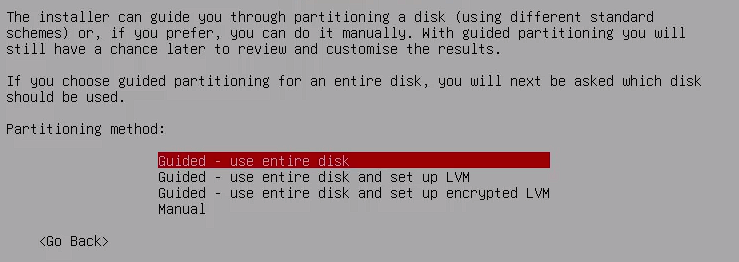 The installer can guide you through partitioning a disk (using different standard
schemes) or, if you prefer, you can do it manually. With guided partitioning you will
still have a chance later to review and customise the results.
If you choose guided partitioning for an entire disk, you will next be asked which disk
should be used.
Partitioning method:
Guided - use entire disk
Guided - use entire disk and set up LVM
Guided - use entire disk and set up encrypted LVM
Manual
<Go Back>